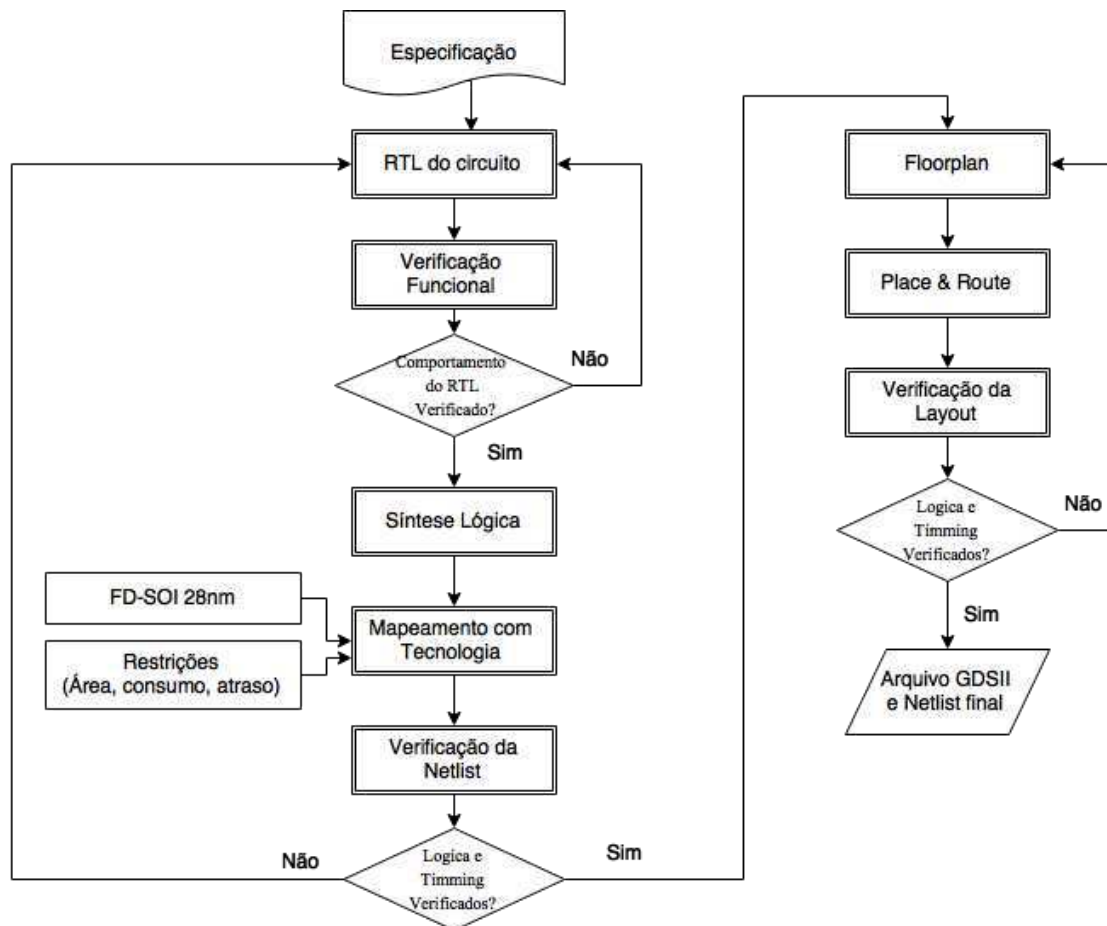 Especificação
RTL do circuito
Verificação
Funcional
Comportamento
do RTL
Verificado?
Não
Sim
Síntese Lógica
FD-SOI 28nm
Restrições
(Área, consumo, atraso)
Mapeamento com
Tecnologia
Verificação da
Netlist
Logica e
Timming
Verificados?
Não
Sim
Floorplan
Place & Route
Verificação da
Layout
Logica e
Timming
Verificados?
Não
Sim
Arquivo GDSII
e Netlist final